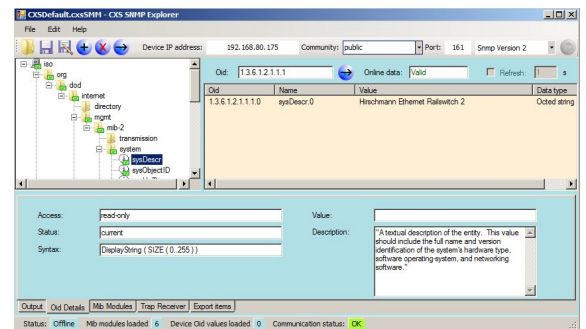 CXSDefault.cxsSMM - CXS SNMP Explorer
File Edit Help
Device IP address: 192.168.80.175 Community: public Port: 161 Snmp Version 2
iso
org
dod
internet
directory
mgmt
mib-2
transmission
system
sysDescr
sysObjectID
Oid: 1.3.6.1.2.1.1.1 Online data: Valid Refresh: 1 s
Oid Name Value Data type
1.3.6.1.2.1.1.1.0 sysDescr.0 Hirschmann Ethernet Railswitch 2 Octed string
Access: read-only
Status: current
Syntax: DisplayString ( SIZE ( 0..255 ) )
Value:
Description: "A textual description of the entity. This value
should include the full name and version
identification of the system's hardware type,
software operating-system, and networking
software."
Output Oid Details Mib Modules Trap Receiver Export items
Status: Offline Mib modules loaded 6 Device Oid values loaded 0 Communication status: OK